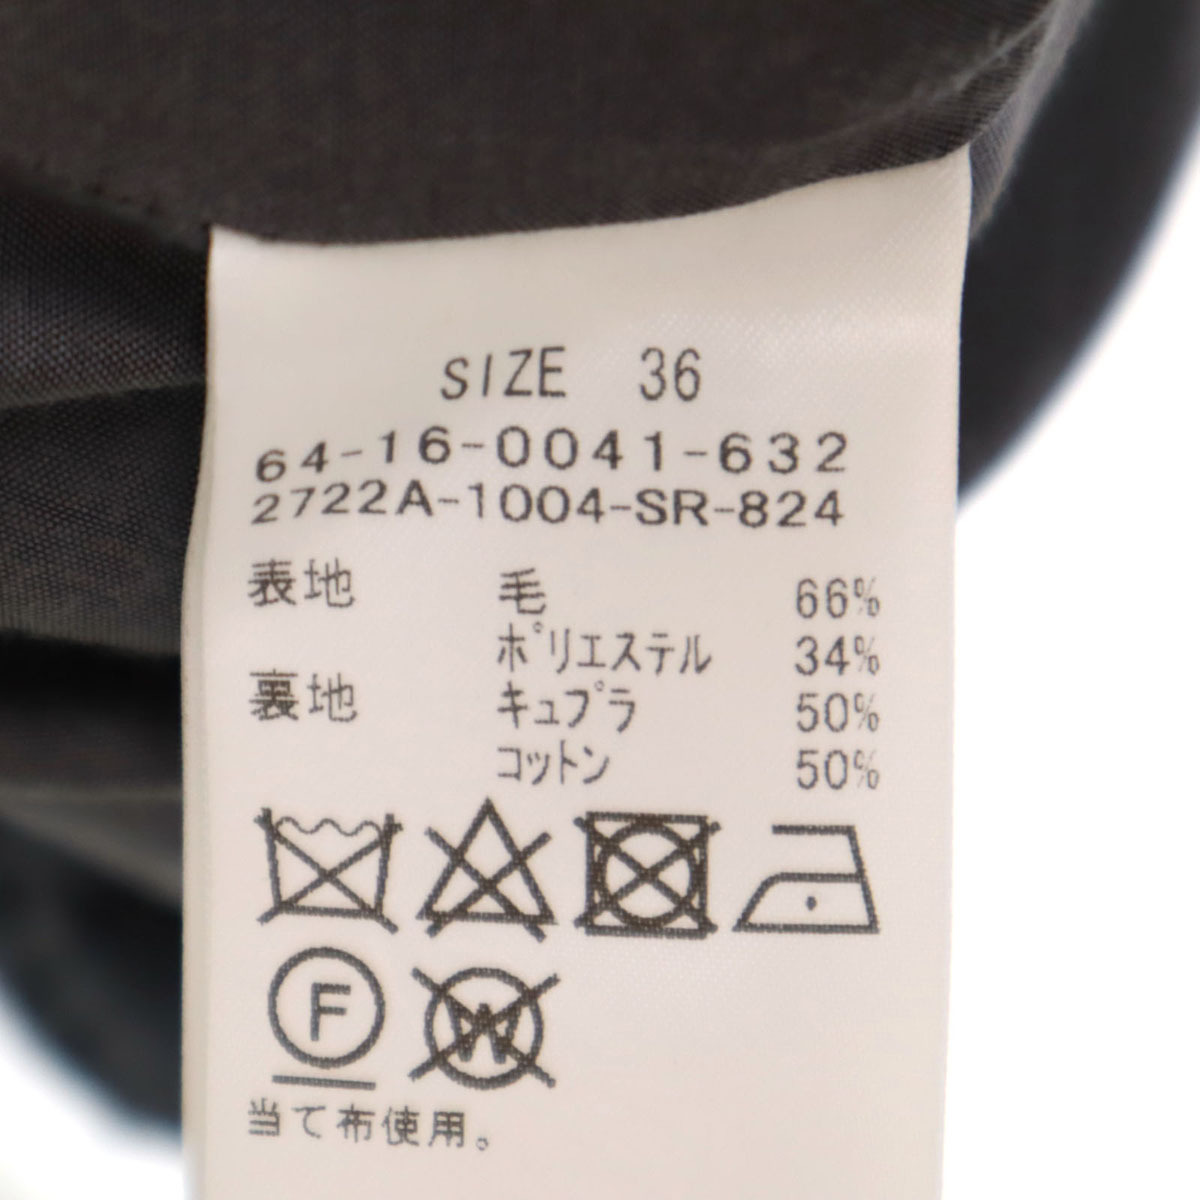 SIZE 36
64-16-0041-632
2722A-1004-SR-824
表地 毛 66%
ポリエステル 34%
裏地 キュプラ 50%
コットン 50%
F W
当て布使用。